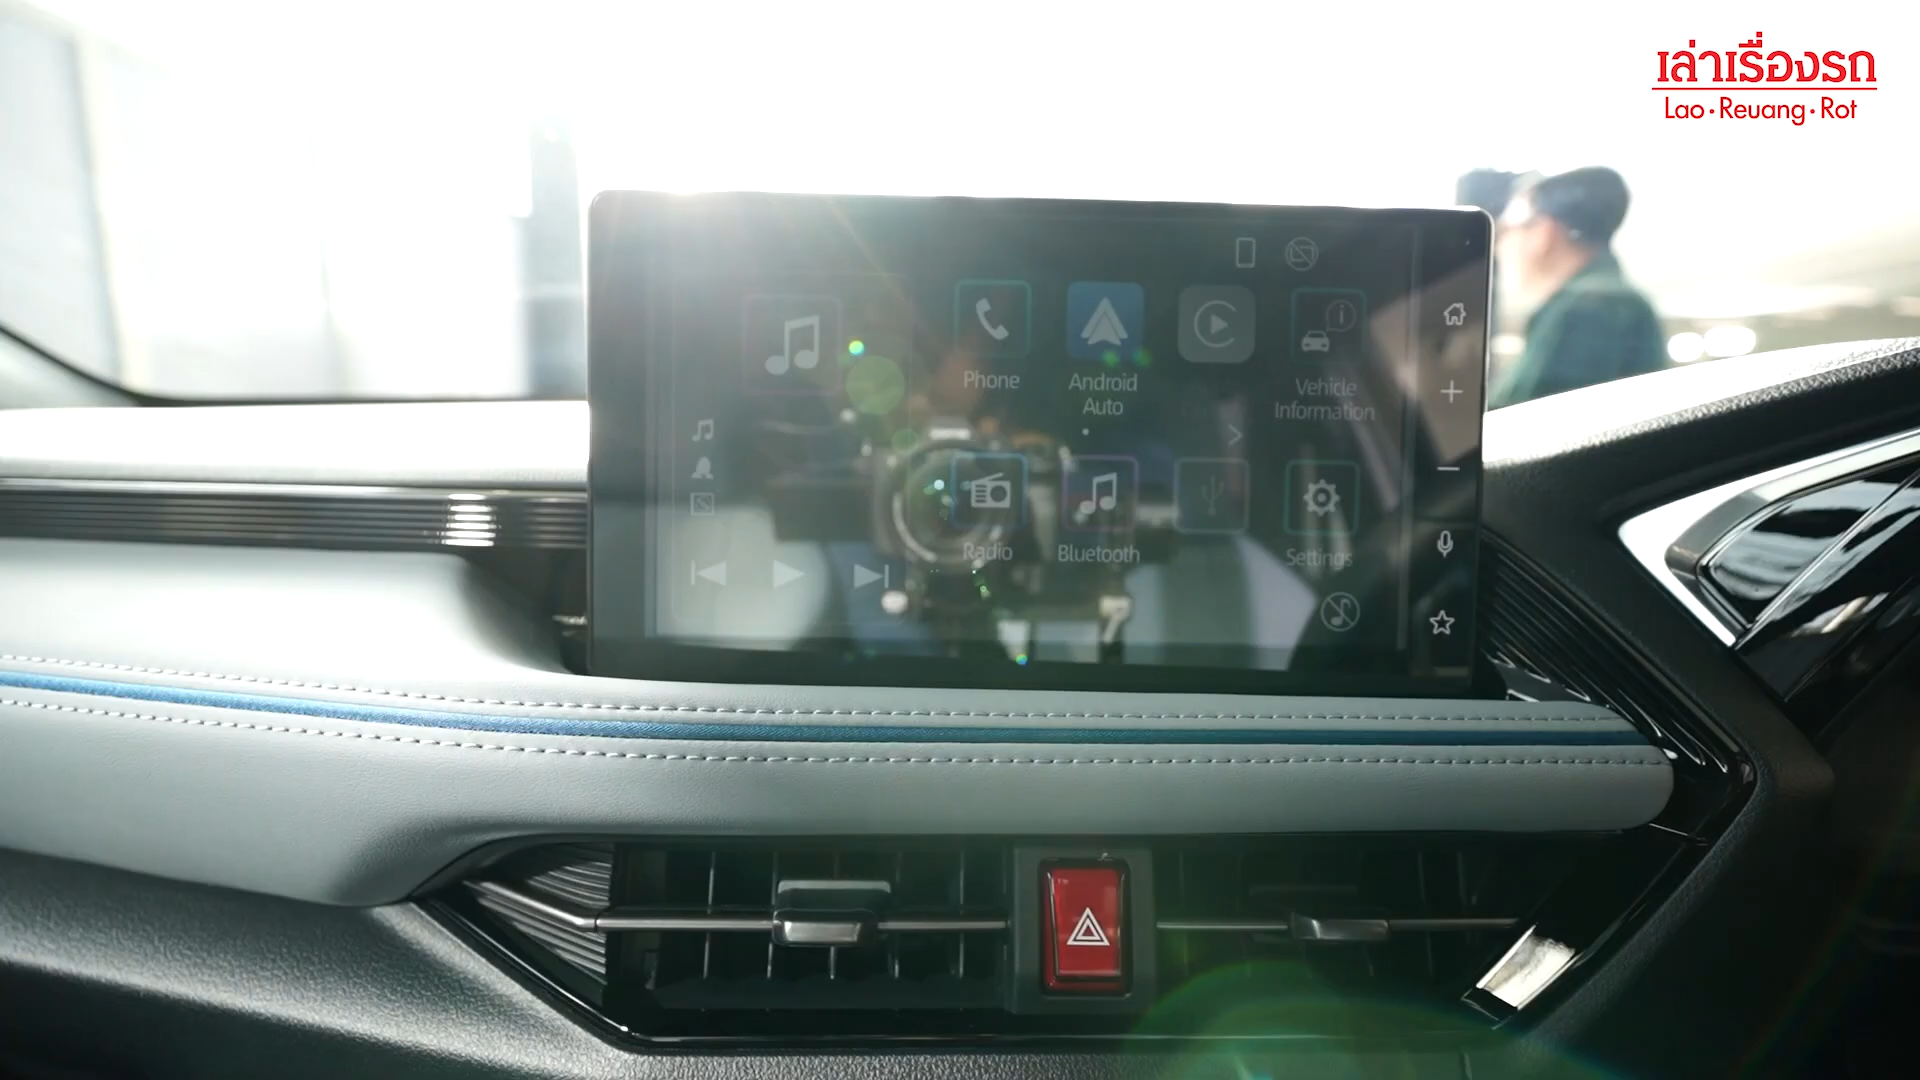 เล่าเรื่องรถ
Lao·Reuang·Rot
Phone
Android
Auto
Vehicle
Information
Radio
Bluetooth
Settings